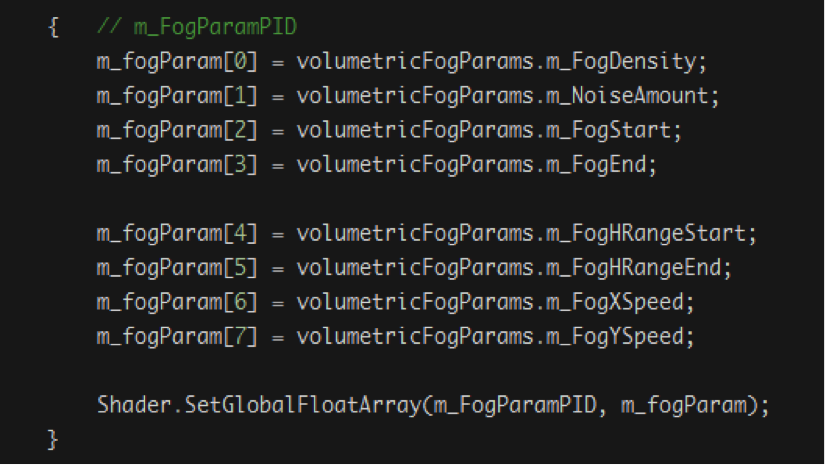 {   // m_FogParamPID
m_fogParam[0] = volumetricFogParams.m_FogDensity;
m_fogParam[1] = volumetricFogParams.m_NoiseAmount;
m_fogParam[2] = volumetricFogParams.m_FogStart;
m_fogParam[3] = volumetricFogParams.m_FogEnd;
m_fogParam[4] = volumetricFogParams.m_FogHRangeStart;
m_fogParam[5] = volumetricFogParams.m_FogHRangeEnd;
m_fogParam[6] = volumetricFogParams.m_FogXSpeed;
m_fogParam[7] = volumetricFogParams.m_FogYSpeed;
Shader.SetGlobalFloatArray(m_FogParamPID, m_fogParam);
}